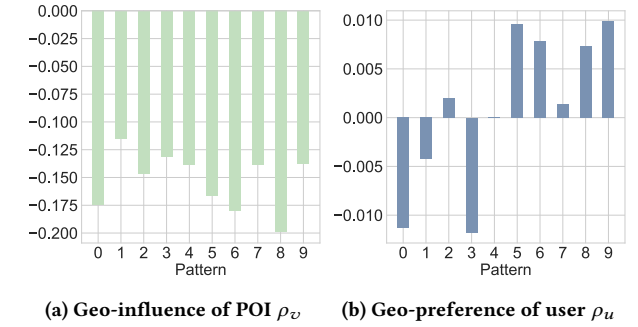 0.000
−0.025
−0.050
−0.075
−0.100
−0.125
−0.150
−0.175
−0.200
0 1 2 3 4 5 6 7 8 9
Pattern
(a) Geo-influence of POI ρᵥ
0.010
0.005
0.000
−0.005
−0.010
0 1 2 3 4 5 6 7 8 9
Pattern
(b) Geo-preference of user ρᵤ